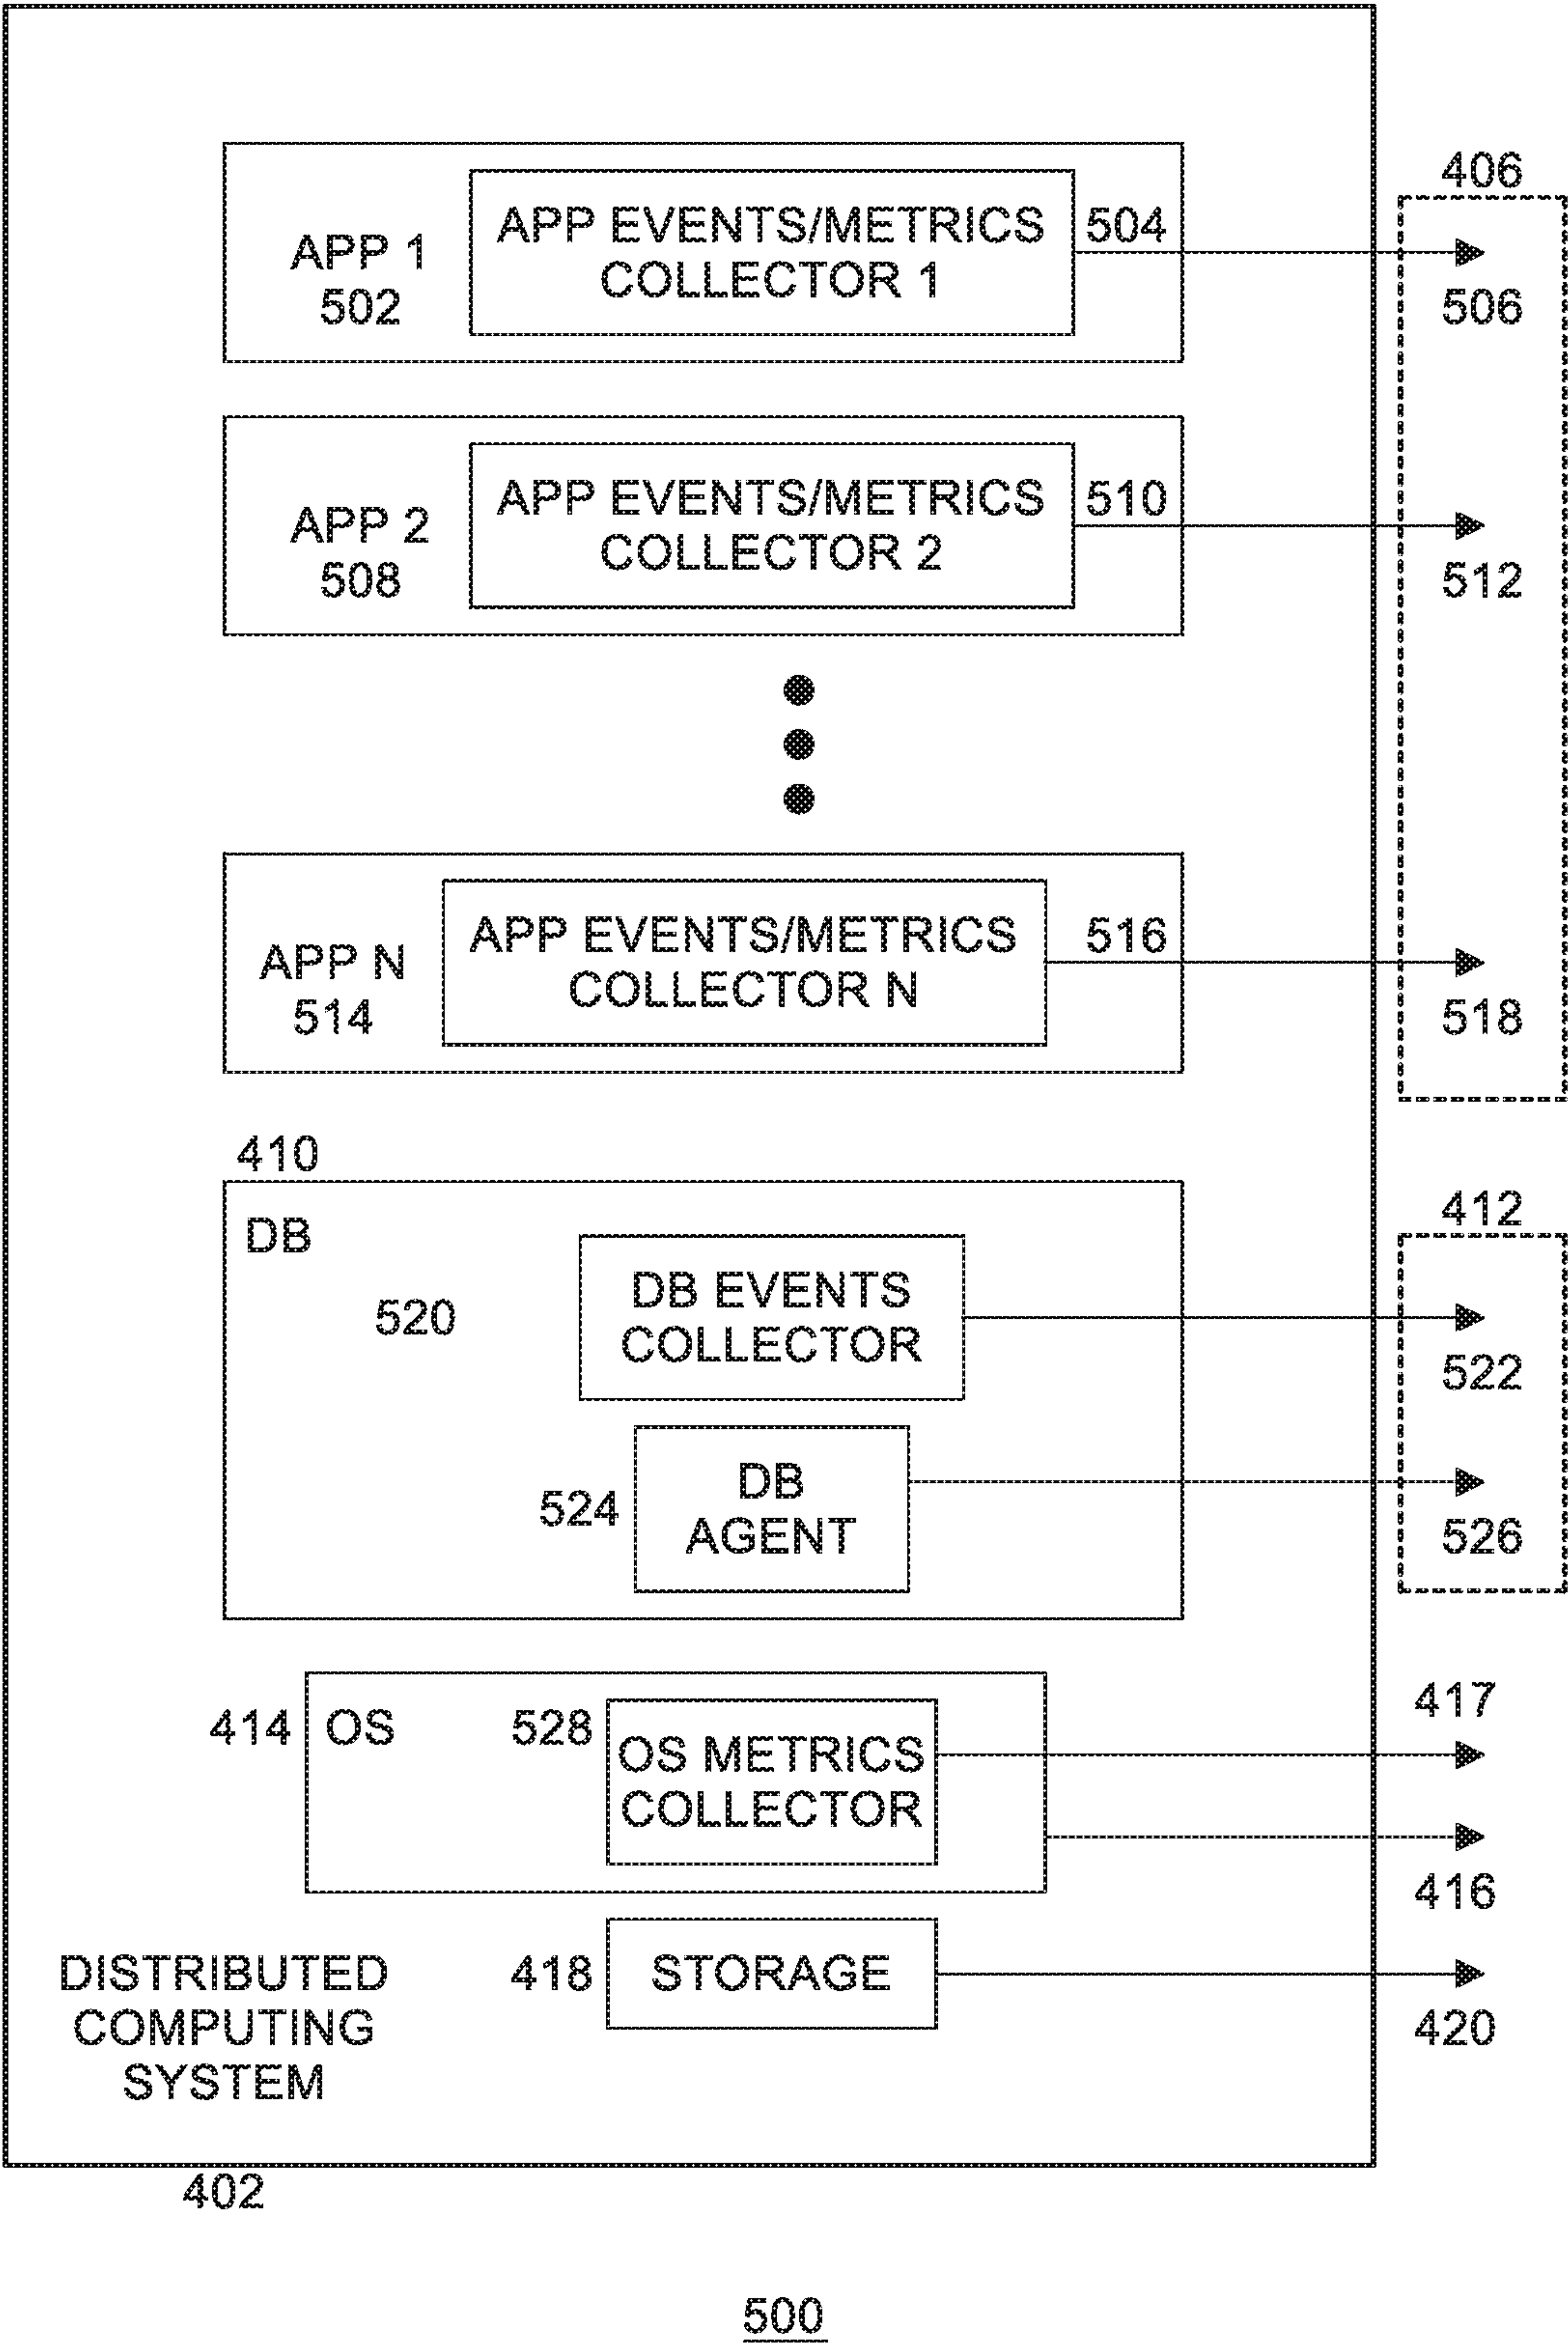 406
APP 1
502
APP EVENTS/METRICS
COLLECTOR 1
504
506
APP 2
508
APP EVENTS/METRICS
COLLECTOR 2
510
512
APP N
514
APP EVENTS/METRICS
COLLECTOR N
516
518
410
DB
412
520
DB EVENTS
COLLECTOR
522
524
DB
AGENT
526
414
OS
528
OS METRICS
COLLECTOR
417
416
418
STORAGE
420
DISTRIBUTED
COMPUTING
SYSTEM
402
500